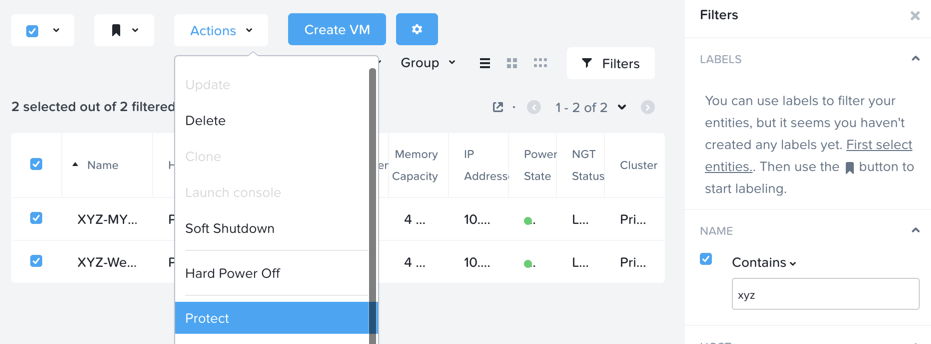 Actions
Create VM
Filters
LABELS
Group
Filters
You can use labels to filter your
entities, but it seems you haven't
created any labels yet. First select
entities.. Then use the button to
start labeling.
2 selected out of 2 filtered
1 - 2 of 2
Update
Delete
Clone
Launch console
Soft Shutdown
Hard Power Off
Protect
Name
Memory
Capacity
IP
Address
Power
State
NGT
Status
Cluster
XYZ-MY...
4 ...
10....
L...
Pri...
XYZ-We...
4 ...
10....
L...
Pri...
NAME
Contains
xyz